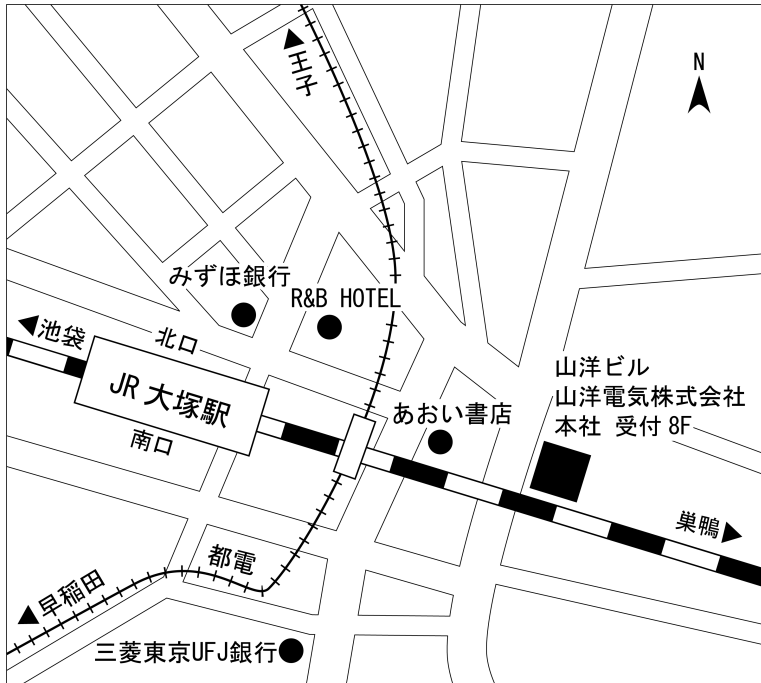 王子
N
みずほ銀行
R&B HOTEL
池袋
北口
JR 大塚駅
南口
あおい書店
山洋ビル
山洋電気株式会社
本社 受付 8F
巣鴨
都電
早稲田
三菱東京UFJ銀行